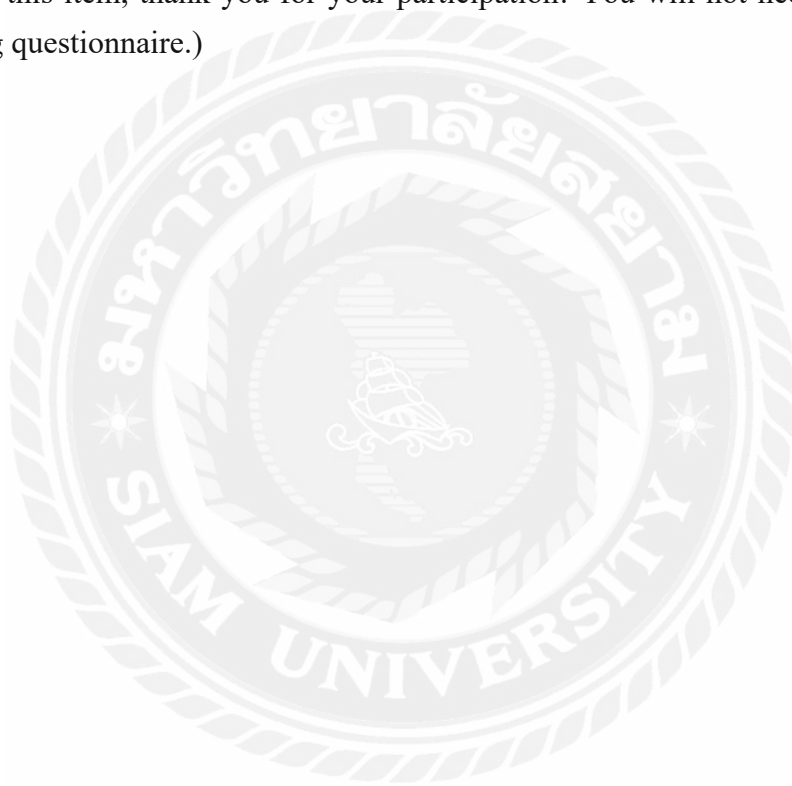 this item, thank you for your participation. You will not
questionnaire.)
มหาวิทยาลัยสยาม
SIAM UNIVERSITY